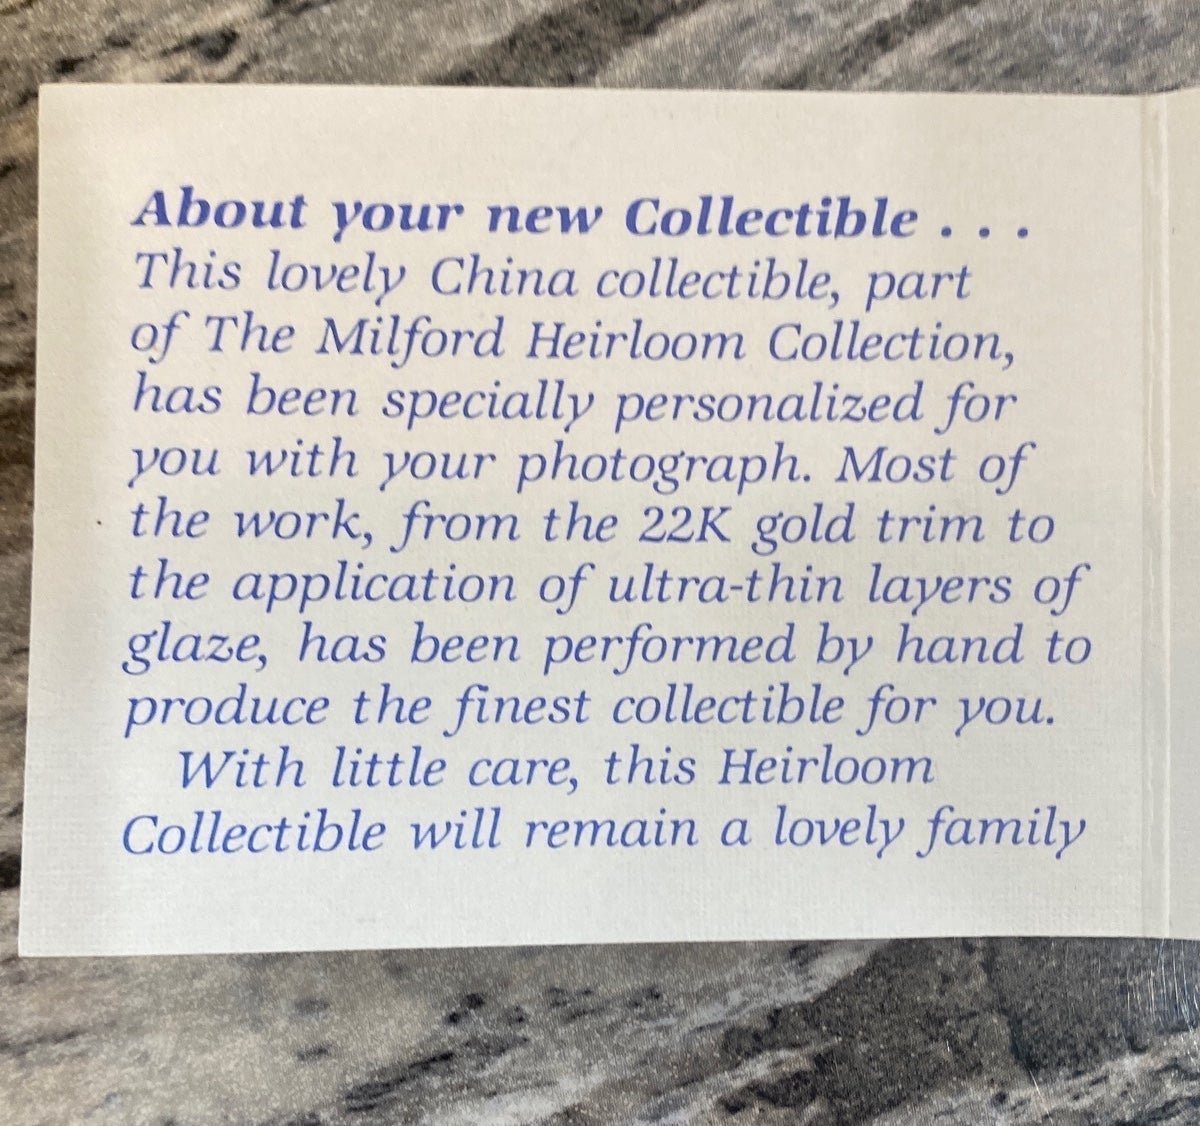 About your new Collectible . . .
This lovely China collectible, part
of The Milford Heirloom Collection,
has been specially personalized for
you with your photograph. Most of
the work, from the 22K gold trim to
the application of ultra-thin layers of
glaze, has been performed by hand to
produce the finest collectible for you.
With little care, this Heirloom
Collectible will remain a lovely family